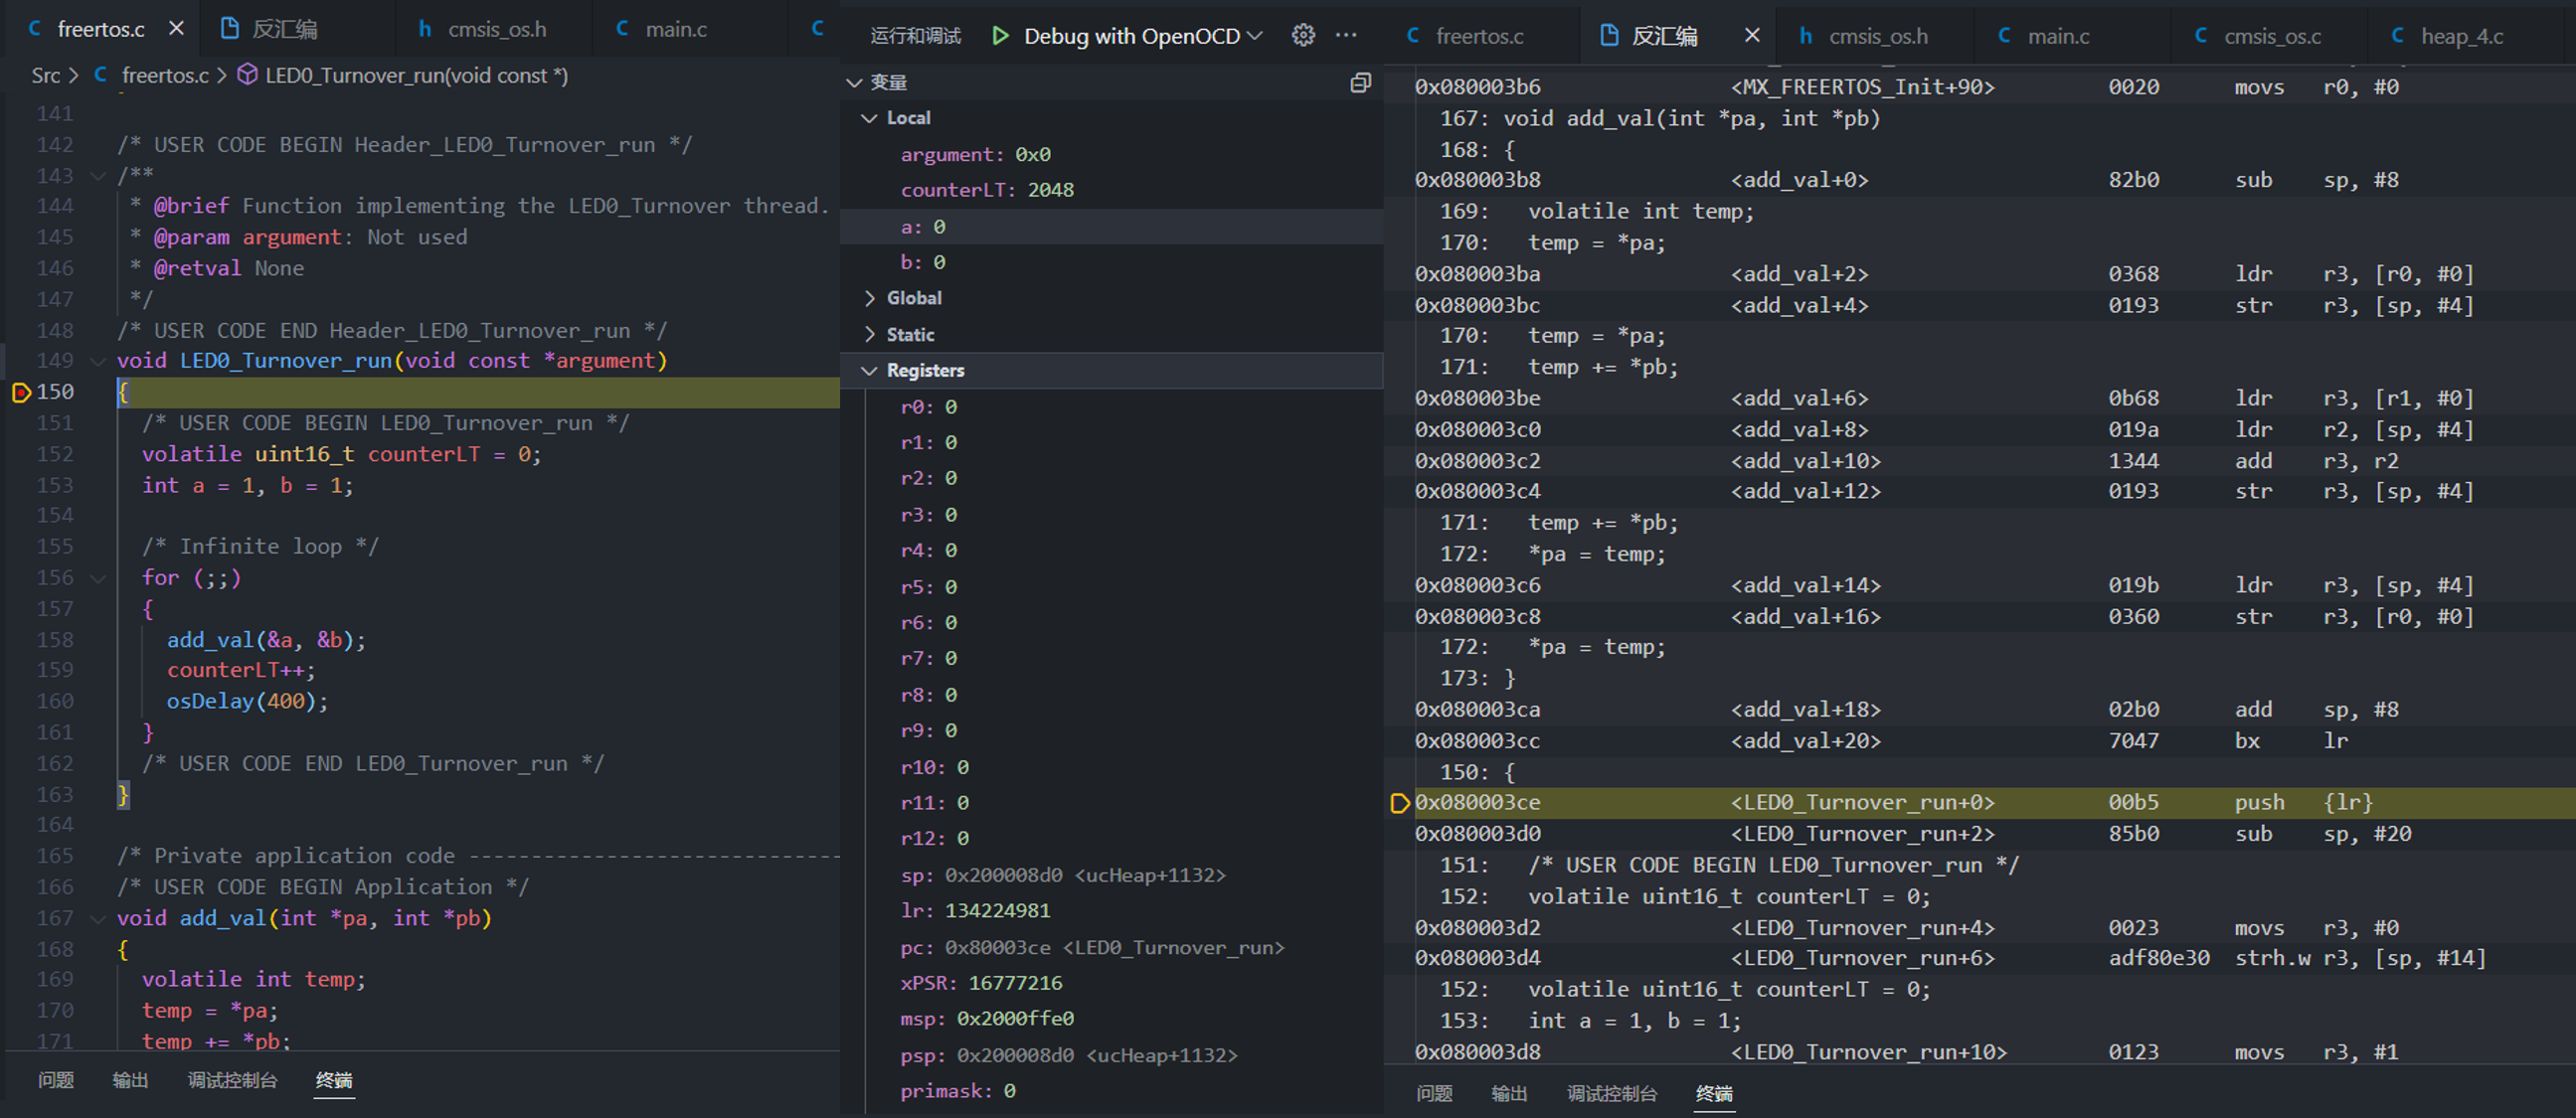 freertos.c
反汇编
cmsis_os.h
main.c
Src > freertos.c > LED0_Turnover_run(void const *)
141
142 /* USER CODE BEGIN Header_LED0_Turnover_run */
143 /**
144 * @brief Function implementing the LED0_Turnover thread.
145 * @param argument: Not used
146 * @retval None
147 */
148 /* USER CODE END Header_LED0_Turnover_run */
149 void LED0_Turnover_run(void const *argument)
150 {
151 /* USER CODE BEGIN LED0_Turnover_run */
152 volatile uint16_t counterLT = 0;
153 int a = 1, b = 1;
154
155 /* Infinite loop */
156 for (;;)
157 {
158 add_val(&a, &b);
159 counterLT++;
160 osDelay(400);
161 }
162 /* USER CODE END LED0_Turnover_run */
163 }
164
165 /* Private application code ------------------------------
166 /* USER CODE BEGIN Application */
167 void add_val(int *pa, int *pb)
168 {
169 volatile int temp;
170 temp = *pa;
171 temp += *pb;
问题 输出 调试控制台 终端
运行和调试 Debug with OpenOCD
变量
Local
argument: 0x0
counterLT: 2048
a: 0
b: 0
Global
Static
Registers
r0: 0
r1: 0
r2: 0
r3: 0
r4: 0
r5: 0
r6: 0
r7: 0
r8: 0
r9: 0
r10: 0
r11: 0
r12: 0
sp: 0x200008d0 <ucHeap+1132>
lr: 134224981
pc: 0x80003ce <LED0_Turnover_run>
xPSR: 16777216
msp: 0x2000ffe0
psp: 0x200008d0 <ucHeap+1132>
primask: 0
freertos.c
反汇编
cmsis_os.h
main.c
cmsis_os.c
heap_4.c
0x080003b6 <MX_FREERTOS_Init+90> 0020 movs r0, #0
167: void add_val(int *pa, int *pb)
168: {
0x080003b8 <add_val+0> 82b0 sub sp, #8
169: volatile int temp;
170: temp = *pa;
0x080003ba <add_val+2> 0368 ldr r3, [r0, #0]
0x080003bc <add_val+4> 0193 str r3, [sp, #4]
170: temp = *pa;
171: temp += *pb;
0x080003be <add_val+6> 0b68 ldr r3, [r1, #0]
0x080003c0 <add_val+8> 019a ldr r2, [sp, #4]
0x080003c2 <add_val+10> 1344 add r3, r2
0x080003c4 <add_val+12> 0193 str r3, [sp, #4]
171: temp += *pb;
172: *pa = temp;
0x080003c6 <add_val+14> 019b ldr r3, [sp, #4]
0x080003c8 <add_val+16> 0360 str r3, [r0, #0]
172: *pa = temp;
173: }
0x080003ca <add_val+18> 02b0 add sp, #8
0x080003cc <add_val+20> 7047 bx lr
150: {
0x080003ce <LED0_Turnover_run+0> 00b5 push {lr}
0x080003d0 <LED0_Turnover_run+2> 85b0 sub sp, #20
151: /* USER CODE BEGIN LED0_Turnover_run */
152: volatile uint16_t counterLT = 0;
0x080003d2 <LED0_Turnover_run+4> 0023 movs r3, #0
0x080003d4 <LED0_Turnover_run+6> adf80e30 strh.w r3, [sp, #14]
152: volatile uint16_t counterLT = 0;
153: int a = 1, b = 1;
0x080003d8 <LED0_Turnover_run+10> 0123 movs r3, #1
问题 输出 调试控制台 终端